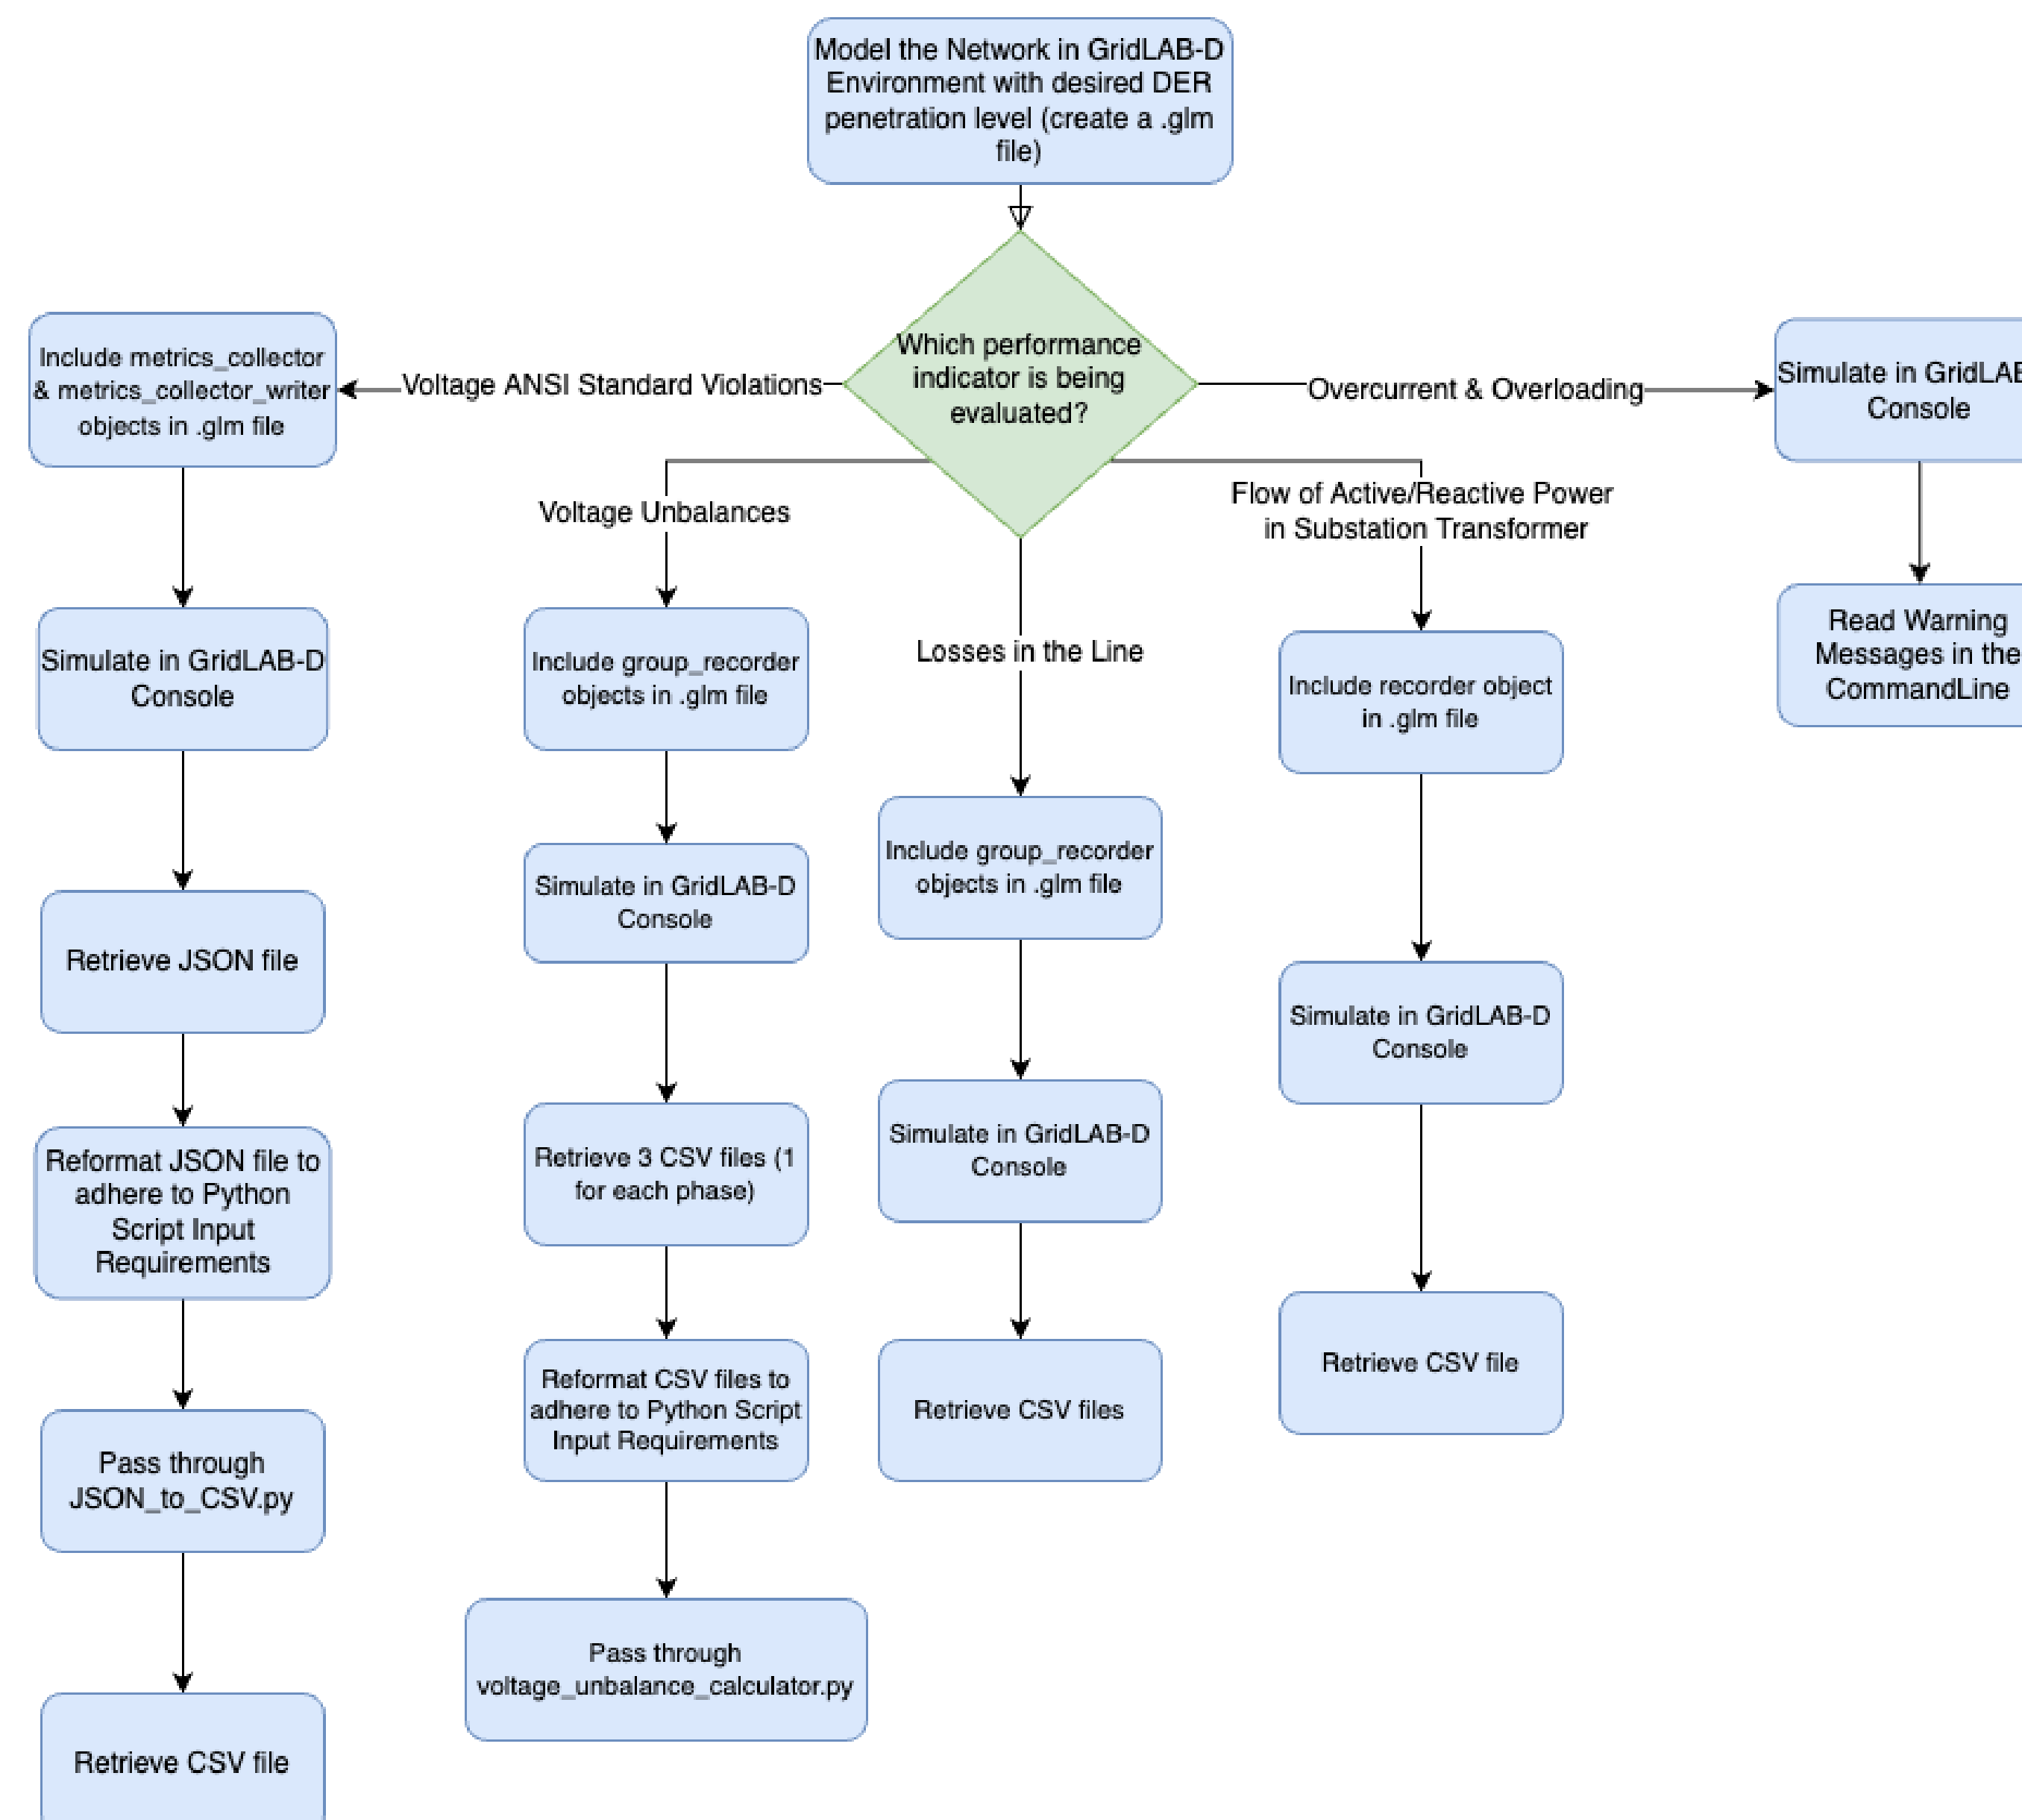 Model the Network in GridLAB-D
Environment with desired DER
penetration level (create a .glm
file)
Which performance
indicator is being
evaluated?
Voltage ANSI Standard Violations
Include metrics_collector
& metrics_collector_writer
objects in .glm file
Simulate in GridLAB-D
Console
Retrieve JSON file
Reformat JSON file to
adhere to Python
Script Input
Requirements
Pass through
JSON_to_CSV.py
Retrieve CSV file
Voltage Unbalances
Include group_recorder
objects in .glm file
Simulate in GridLAB-D
Console
Retrieve 3 CSV files (1
for each phase)
Reformat CSV files to
adhere to Python Script
Input Requirements
Pass through
voltage_unbalance_calculator.py
Losses in the Line
Include group_recorder
objects in .glm file
Simulate in GridLAB-D
Console
Retrieve CSV files
Flow of Active/Reactive Power
in Substation Transformer
Include recorder object
in .glm file
Simulate in GridLAB-D
Console
Retrieve CSV file
Overcurrent & Overloading
Simulate in
Console
Read Warning
Messages in the
CommandLine